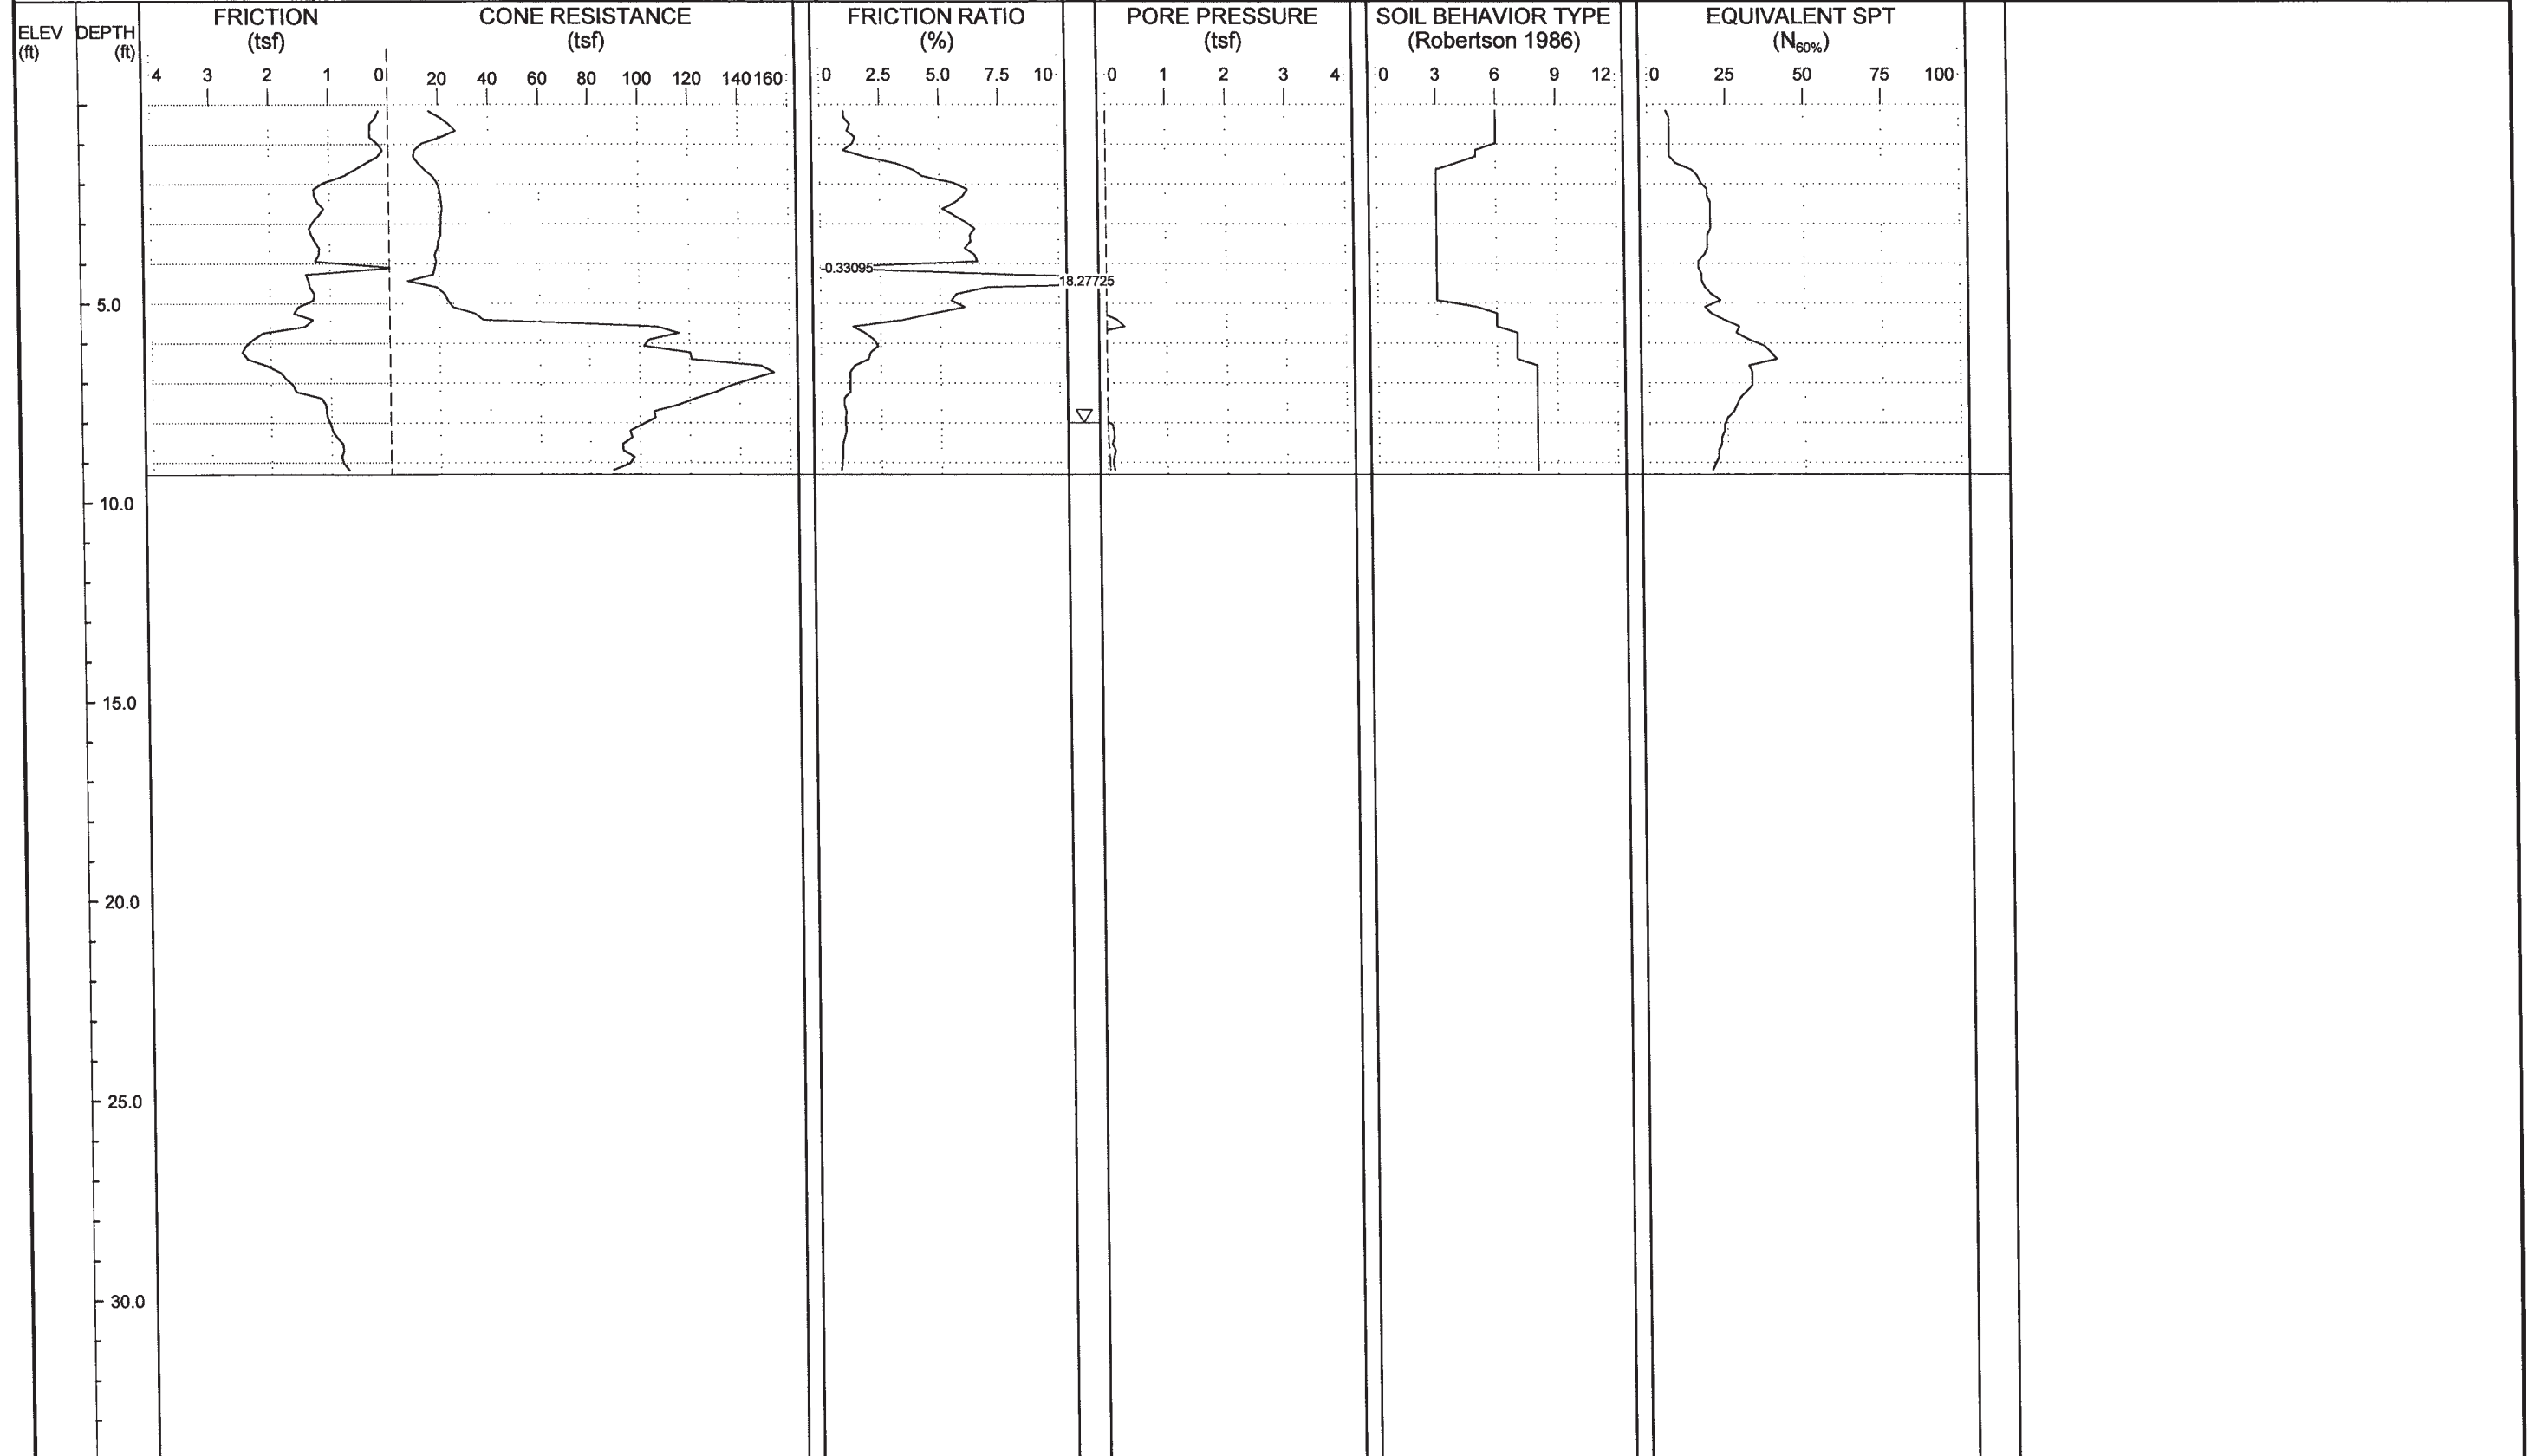 FRICTION CONE RESISTANCE FRICTION RATIO PORE PRESSURE SOIL BEHAVIOR TYPE EQUIVALENT SPT
ELEV DEPTH (tsf) (tsf) (%) (tsf) (Robertson 1986) (N60%)
(ft) (ft)
4 3 2 1 0 20 40 60 80 100 120 140 160 0 2.5 5.0 7.5 10 0 1 2 3 4 0 3 6 9 12 0 25 50 75 100
-0.33095
18.27725
5.0
10.0
15.0
20.0
25.0
30.0